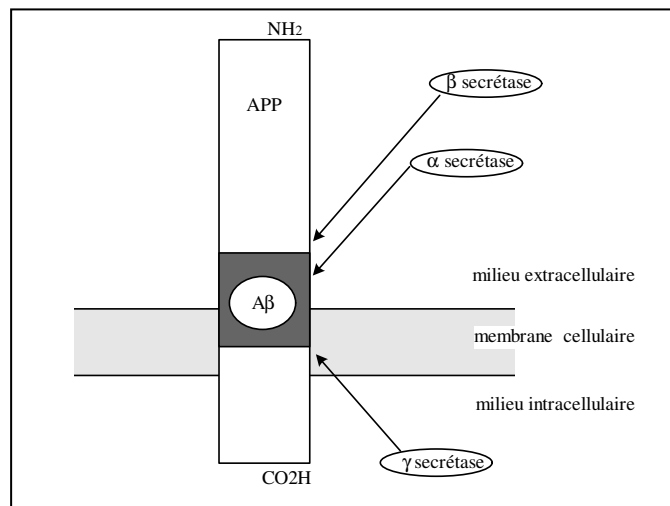 NH2
APP
β secrétase
α secrétase
milieu extracellulaire
Aβ
membrane cellulaire
milieu intracellulaire
γ secrétase
CO2H